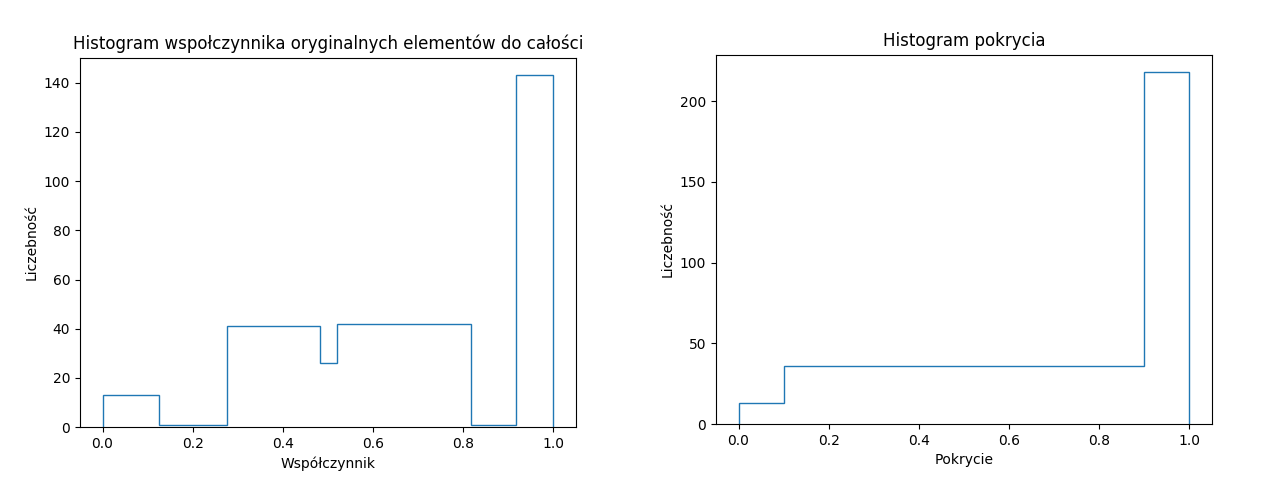 Histogram wspołczynnika oryginalnych elementów do całości
140
120
100
80
60
40
20
0
Liczebność
0.0 0.2 0.4 0.6 0.8 1.0
Współczynnik
Histogram pokrycia
200
150
100
50
0
Liczebność
0.0 0.2 0.4 0.6 0.8 1.0
Pokrycie